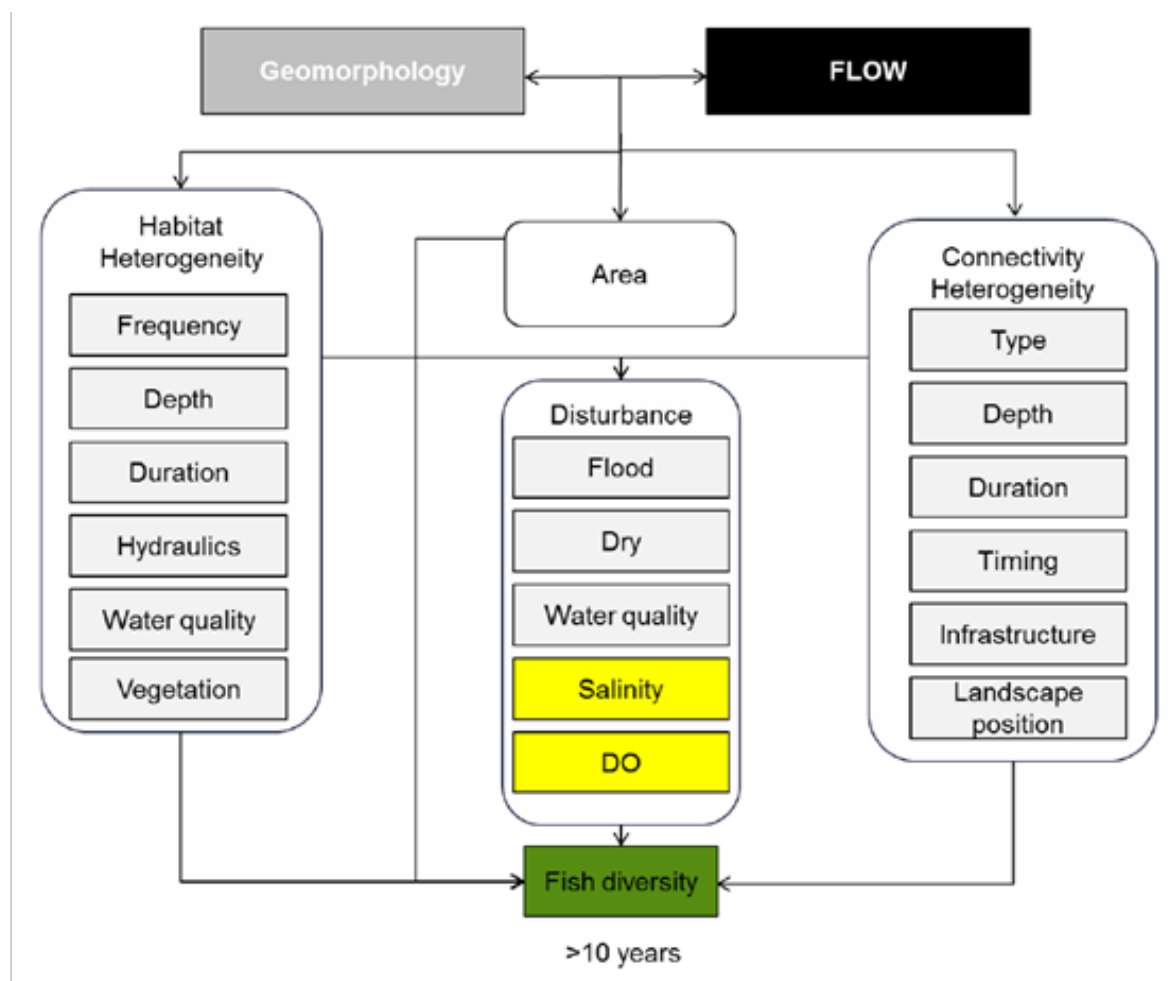 Geomorphology
FLOW
Habitat
Heterogeneity
Frequency
Depth
Duration
Hydraulics
Water quality
Vegetation
Area
Disturbance
Flood
Dry
Water quality
Salinity
DO
Connectivity
Heterogeneity
Type
Depth
Duration
Timing
Infrastructure
Landscape
position
Fish diversity
>10 years